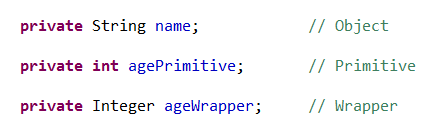 private String name;            // Object
private int agePrimitive;       // Primitive
private Integer ageWrapper;     // Wrapper